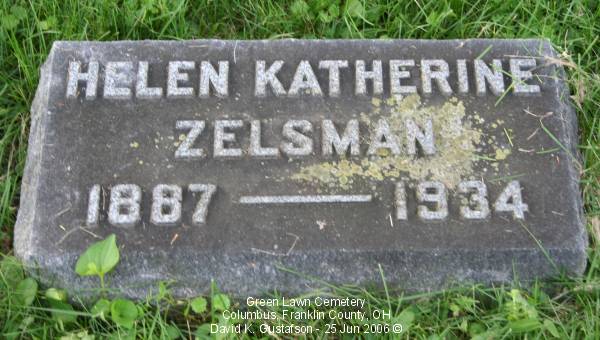 HELEN KATHERINE
ZELSMAN
1887 — 1934
Green Lawn Cemetery
Columbus, Franklin County, OH
David K. Gustafson - 25 Jun 2006 ©